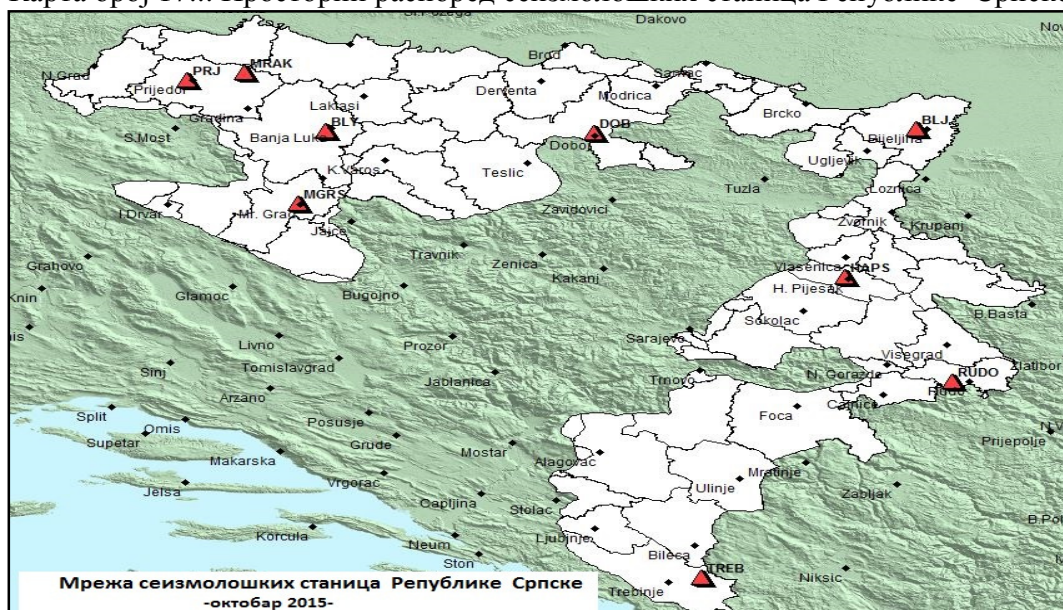 Карта број 17... Просторни распоред сеизмолошких станица Републике Српске
Dakovo
N.Grad
PRJ
MRAK
Prijedor
Brod
Samac
Laktasi
Derventa
Modrica
Gradina
BLY
Banja Luka
S.Most
DOB
Doboj
Brcko
BLJ
Bijeljina
Ugljevik
K.Varos
Teslic
Tuzla
Loznica
MGRS
Mr. Grad
I Drvar
Jajce
Zavidovici
Zvornik
Krupanj
Grahovo
Travnik
Zenica
Kakanj
Vlasenica
HAPS
H. Pijesak
Knin
Glamoc
Bugojno
Sokolac
B.Basta
Livno
Prozor
Sarajevo
Visegrad
Zlatibor
Sinj
Tomislavgrad
Jablanica
Trnovo
N. Gorazde
RUDO
Rudo
Arzano
Cajnice
Split
Omis
Posusje
Foca
Supetar
Grude
Prijepolje
Makarska
Mostar
Alagovac
Mratinje
Jelsa
Vrgorac
Ulinje
Zabljak
Capljina
Stolac
Korcula
Neum
Ljubinje
Ston
Bileca
TREB
Trebinje
Niksic
Мрежа сеизмолошких станица Републике Српске
-октобар 2015-